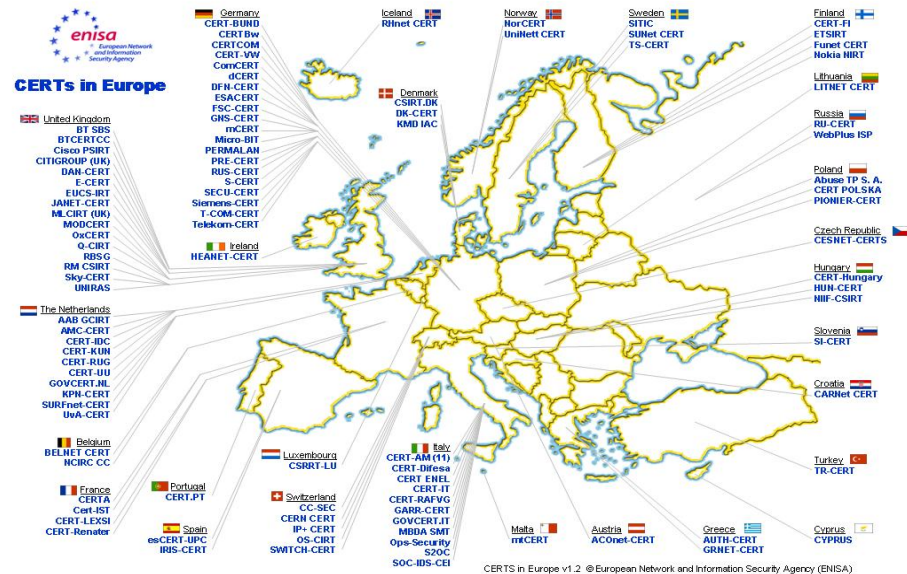 enisa
European Network
and Information
Security Agency
CERTs in Europe
Germany
CERT-BUND
CERTBw
CERTCOM
CERT-VW
ComCERT
dCERT
DFN-CERT
ESACERT
FSC-CERT
GNS-CERT
mCERT
Micro-BIT
PERMALAN
PRE-CERT
RUS-CERT
S-CERT
SECU-CERT
Siemens-CERT
T-COM-CERT
Telekom-CERT
Iceland
RHnet CERT
Norway
NorCERT
UniNett CERT
Sweden
SITIC
SUNet CERT
TS-CERT
Finland
CERT-FI
ETSIRT
Funet CERT
Nokia NIRT
Lithuania
LITNET CERT
Denmark
CSIRT.DK
DK-CERT
KMD IAC
Russia
RU-CERT
WebPlus ISP
United Kingdom
BT SBS
BTCERTCC
Cisco PSIRT
CITIGROUP (UK)
DAN-CERT
E-CERT
EUCS-IRT
JANET-CERT
MLCIRT (UK)
MODCERT
OxCERT
Q-CIRT
RBSG
RM CSIRT
Sky-CERT
UNIRAS
Ireland
HEANET-CERT
Poland
Abuse TP S. A.
CERT POLSKA
PIONIER-CERT
Czech Republic
CESNET-CERTS
Hungary
CERT-Hungary
HUN-CERT
NIIF-CSIRT
Slovenia
SI-CERT
Croatia
CARNet CERT
The Netherlands
AAB GCIRT
AMC-CERT
CERT-IDC
CERT-KUN
CERT-RUG
CERT-UU
GOVCERT.NL
KPN-CERT
SURFnet-CERT
UvA-CERT
Belgium
BELNET CERT
NCIRC CC
France
CERTA
Cert-IST
CERT-LEXSI
CERT-Renater
Portugal
CERT.PT
Spain
esCERT-UPC
IRIS-CERT
Luxembourg
CSRRT-LU
Switzerland
CC-SEC
CERN CERT
IP+ CERT
OS-CIRT
SWITCH-CERT
Italy
CERT-AM (11)
CERT-Difesa
CERT ENEL
CERT-IT
CERT-RAFVG
GARR-CERT
GOVCERT.IT
MBDA SMT
Ops-Security
S2OC
SOC-IDS-CEI
Malta
mtCERT
Austria
ACOnet-CERT
Greece
AUTH-CERT
GRNET-CERT
Turkey
TR-CERT
Cyprus
CYPRUS
CERTS in Europe v1.2 © European Network and Information Security Agency (ENISA)